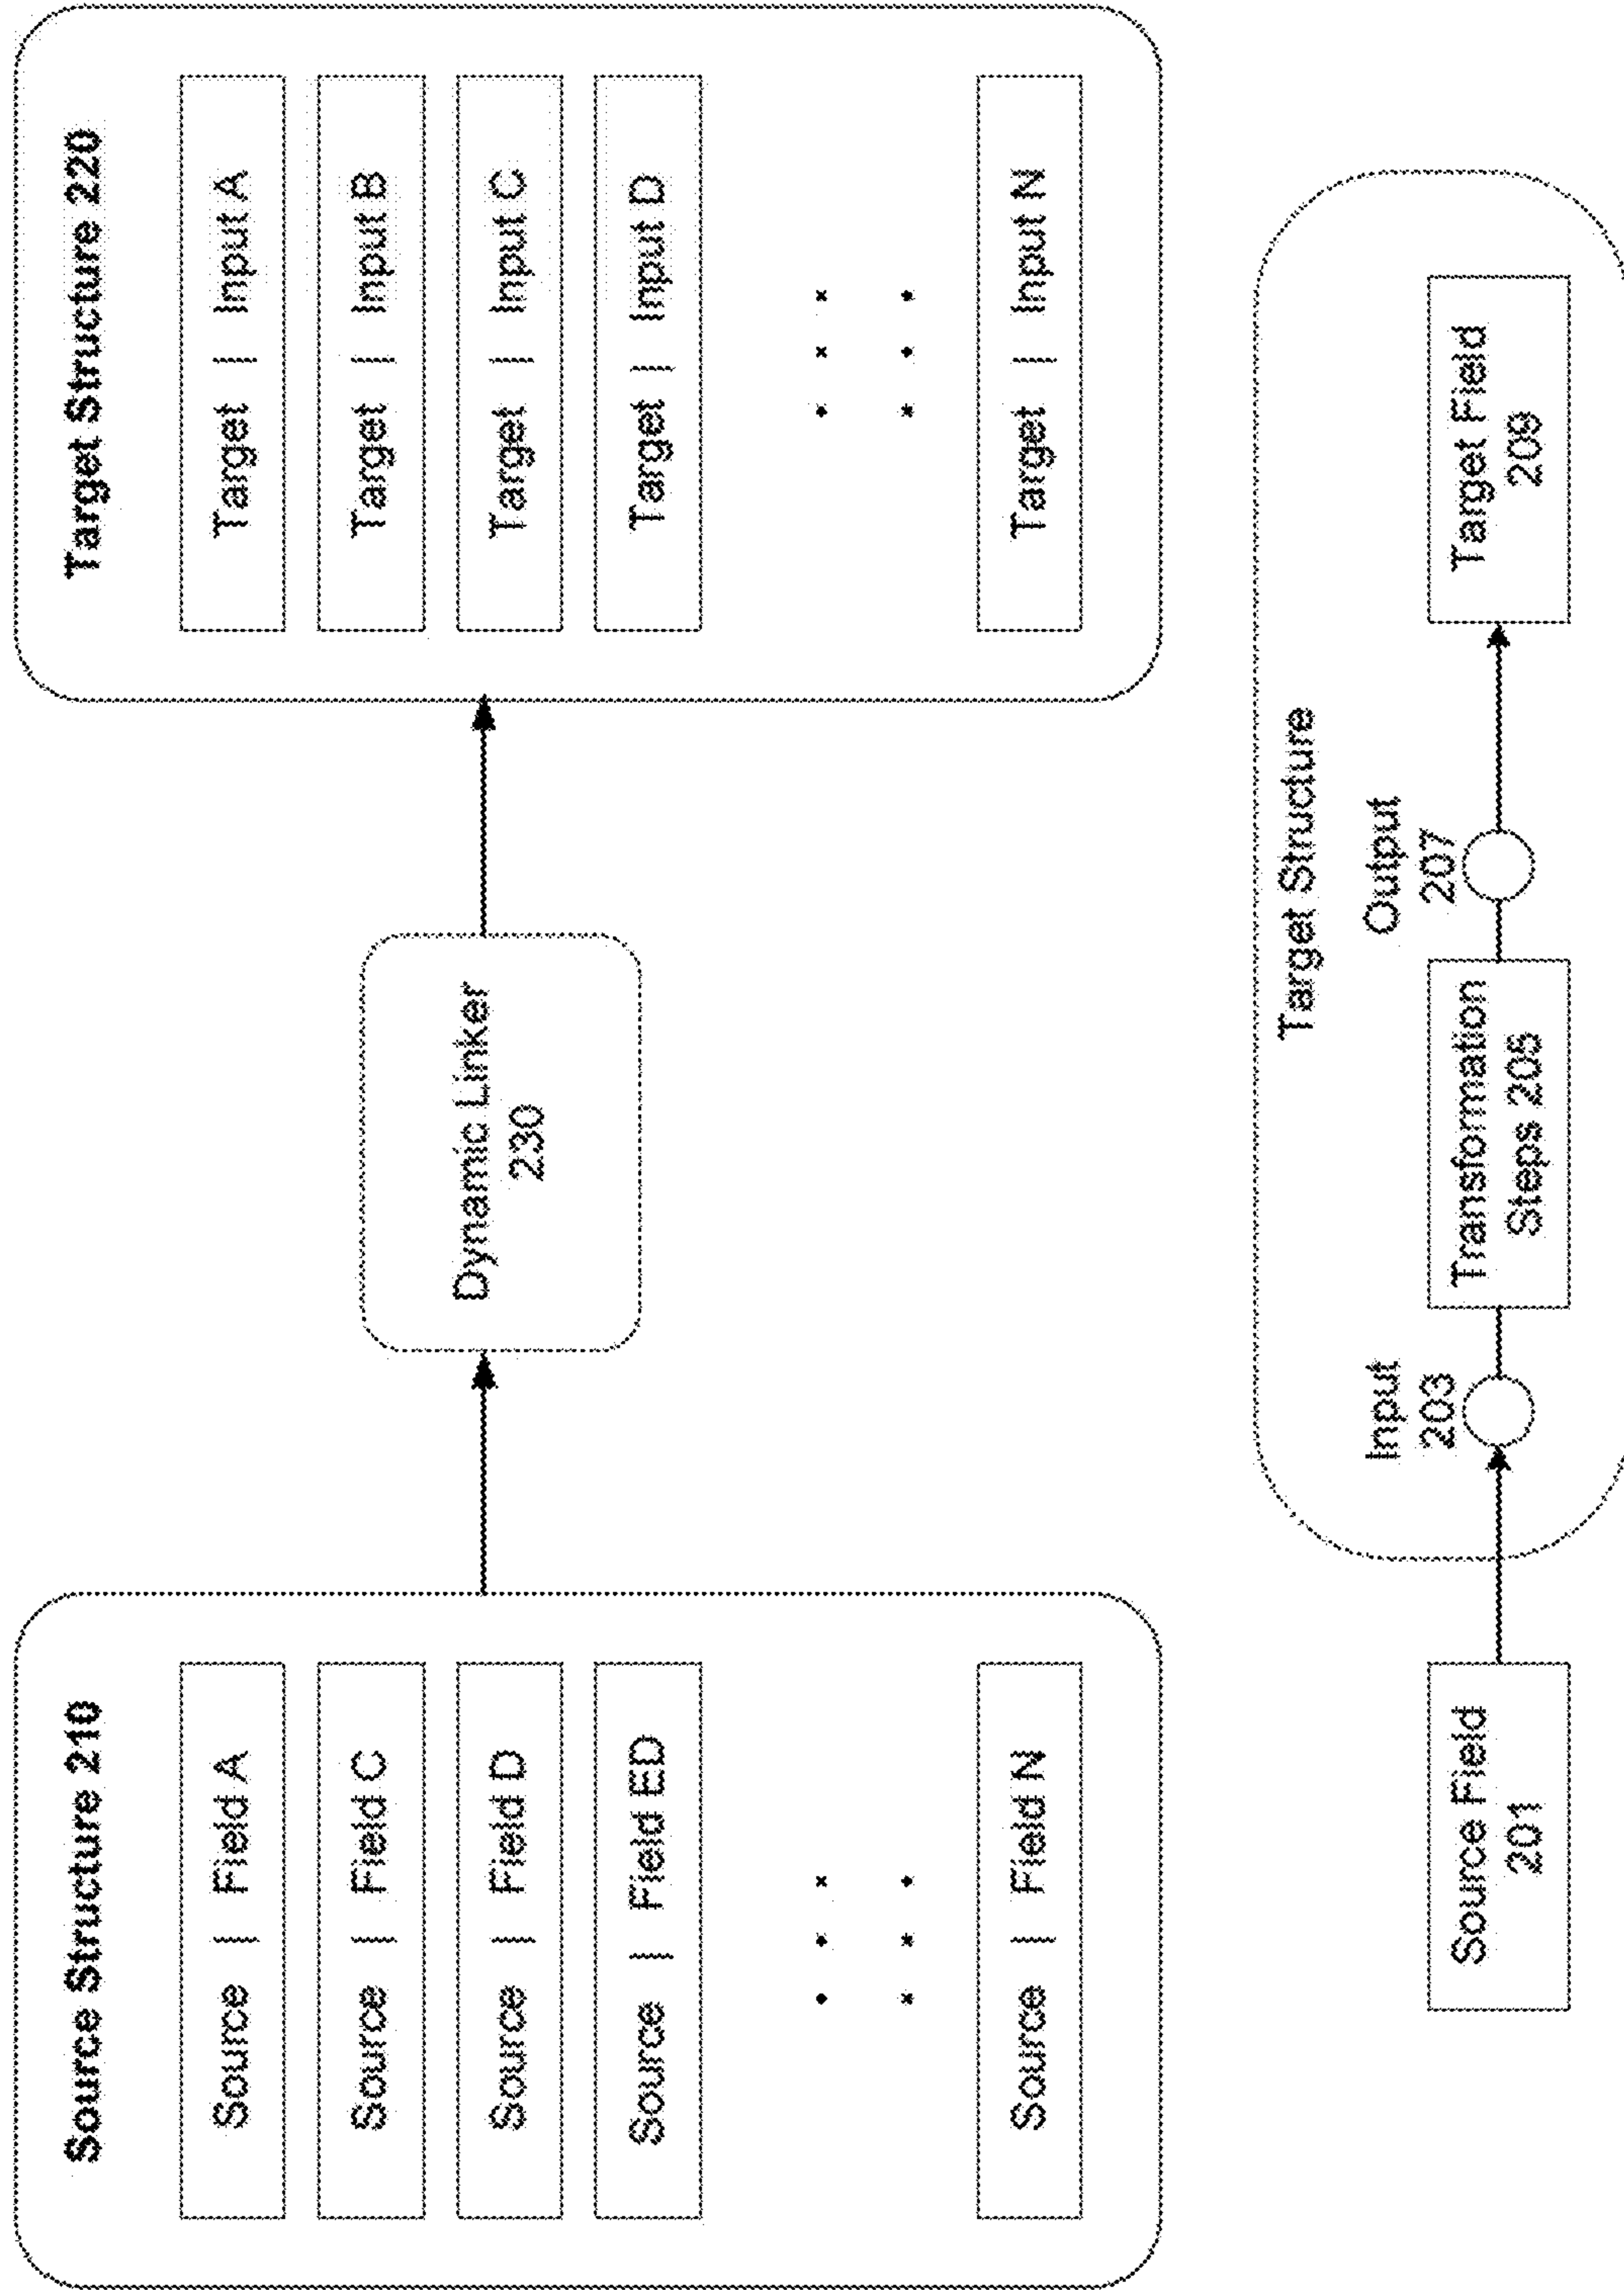 Source Structure 210
Source | Field A
Source | Field C
Source | Field D
Source | Field ED
Source | Field N
Dynamic Linker
230
Target Structure 220
Target | Input A
Target | Input B
Target | Input C
Target | Input D
Target | Input N
Source Field
201
Target Structure
Input
203
Transformation
Steps 205
Output
207
Target Field
209